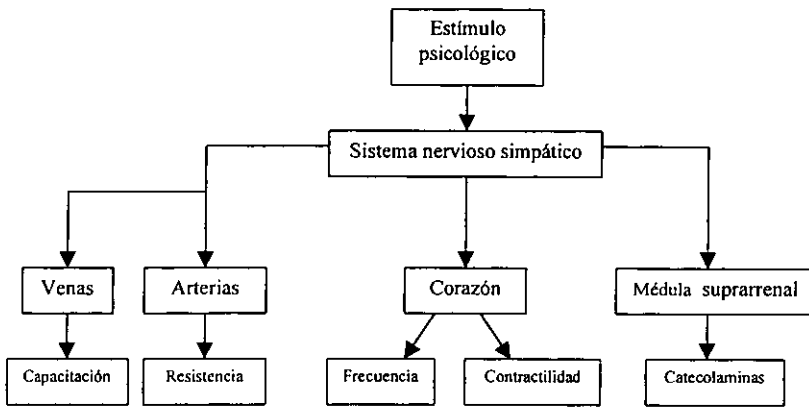 Estímulo
psicológico
Sistema nervioso simpático
Venas
Arterias
Corazón
Médula suprarrenal
Capacitación
Resistencia
Frecuencia
Contractilidad
Catecolaminas